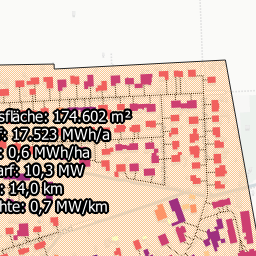 sfläche: 174.602 m²
f: 17.523 MWh/a
: 0,6 MWh/ha
arf: 10,3 MW
: 14,0 km
hte: 0,7 MW/km